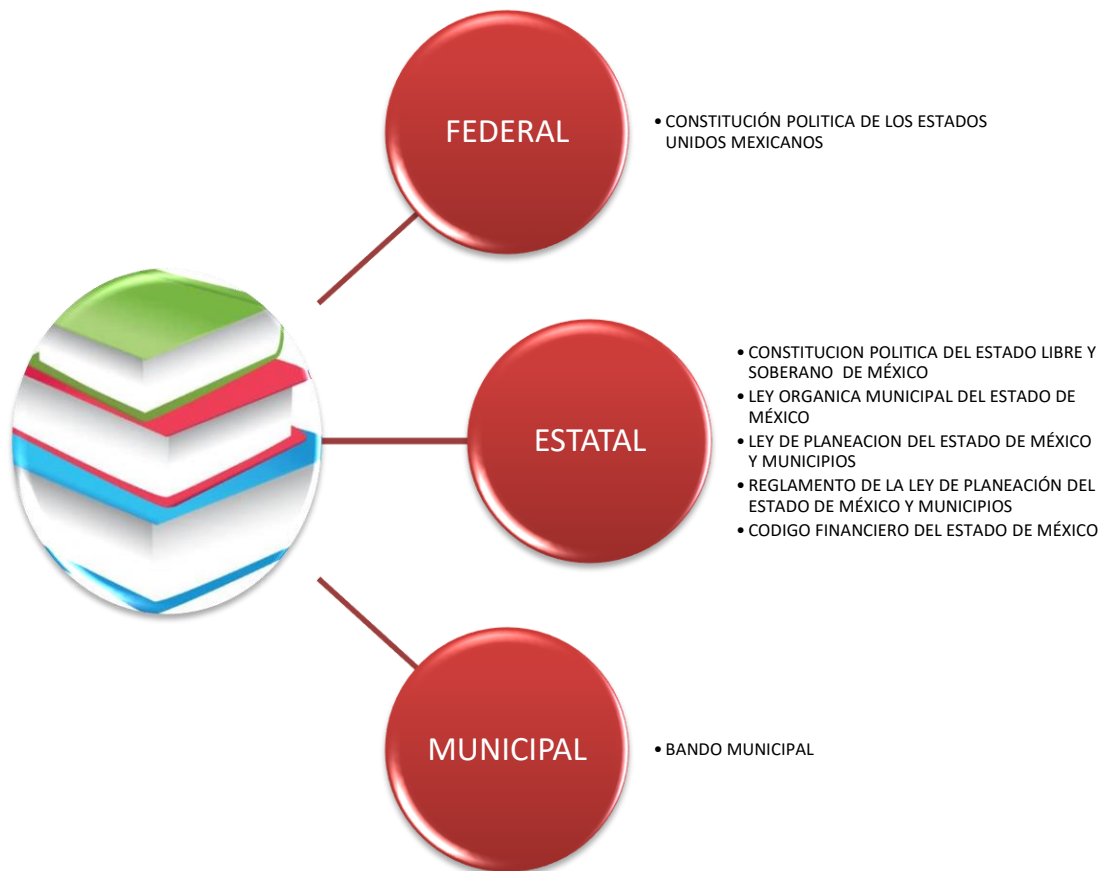 FEDERAL
• CONSTITUCIÓN POLITICA DE LOS ESTADOS
UNIDOS MEXICANOS
ESTATAL
• CONSTITUCION POLITICA DEL ESTADO LIBRE Y
SOBERANO DE MÉXICO
• LEY ORGANICA MUNICIPAL DEL ESTADO DE
MÉXICO
• LEY DE PLANEACION DEL ESTADO DE MÉXICO
Y MUNICIPIOS
• REGLAMENTO DE LA LEY DE PLANEACIÓN DEL
ESTADO DE MÉXICO Y MUNICIPIOS
• CODIGO FINANCIERO DEL ESTADO DE MÉXICO
MUNICIPAL
• BANDO MUNICIPAL